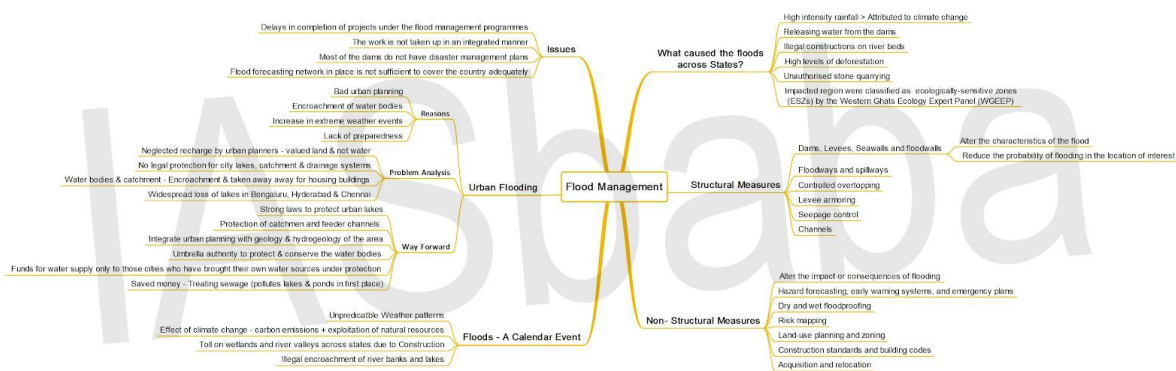 Delays in completion of projects under the flood management programmes
The work is not taken up in an integrated manner
Most of the dams do not have disaster management plans
Flood forecasting network in place is not sufficient to cover the country adequately
Issues
Bad urban planning
Encroachment of water bodies
Increase in extreme weather events
Lack of preparedness
Reasons
Neglected recharge by urban planners - valued land & not water
No legal protection for city lakes, catchment & drainage systems
Water bodies & catchment - Encroachment & taken away away for housing buildings
Widespread loss of lakes in Bengaluru, Hyderabad & Chennai
Problem Analysis
Strong laws to protect urban lakes
Protection of catchmen and feeder channels
Integrate urban planning with geology & hydrogeology of the area
Umbrella authority to protect & conserve the water bodies
Funds for water supply only to those cities who have brought their own water sources under protection
Saved money - Treating sewage (pollutes lakes & ponds in first place)
Way Forward
Urban Flooding
Unpredicatble Weather patterns
Effect of climate change - carbon emissions + exploitation of natural resources
Toll on wetlands and river valleys across states due to Construction
Illegal encroachment of river banks and lakes
Floods - A Calendar Event
Flood Management
What caused the floods
across States?
High intensity rainfall > Attributed to climate change
Releasing water from the dams
Illegal constructions on river beds
High levels of deforestation
Unauthorised stone quarrying
Impacted region were classified as ecologically-sensitive zones
(ESZs) by the Western Ghats Ecology Expert Panel (WGEEP)
Structural Measures
Dams, Levees, Seawalls and floodwalls
Alter the characteristics of the flood
Reduce the probability of flooding in the location of interest
Floodways and spillways
Controlled overtopping
Levee armoring
Seepage control
Channels
Non- Structural Measures
Alter the impact or consequences of flooding
Hazard forecasting, early warning systems, and emergency plans
Dry and wet floodproofing
Risk mapping
Land-use planning and zoning
Construction standards and building codes
Acquisition and relocation
IASbaba